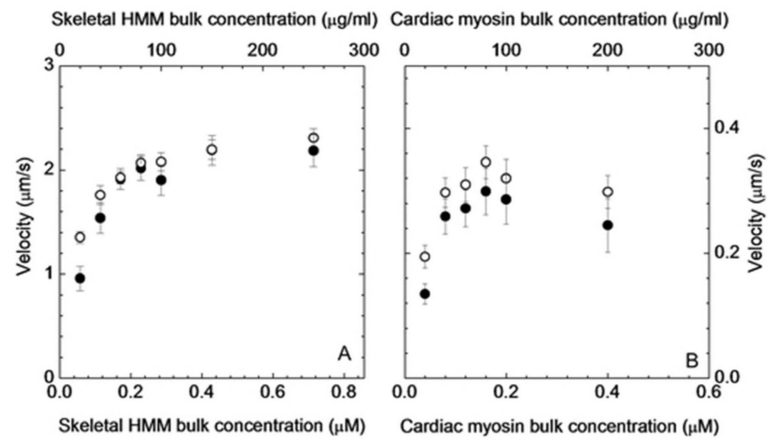 Skeletal HMM bulk concentration (μg/ml) Cardiac myosin bulk concentration (μg/ml)
0 100 200 300 0 100 200 300
3
2
1
0
Velocity (μm/s)
A
0.0 0.2 0.4 0.6 0.8
Skeletal HMM bulk concentration (μM)
0.4
0.2
0.0
Velocity (μm/s)
B
0.0 0.2 0.4 0.6
Cardiac myosin bulk concentration (μM)